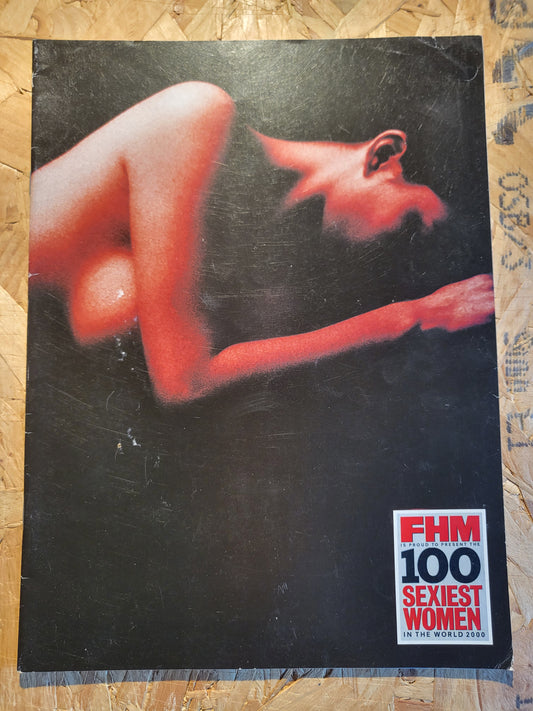 FHM
IS PROUD TO PRESENT THE
100
SEXIEST
WOMEN
IN THE WORLD 2000